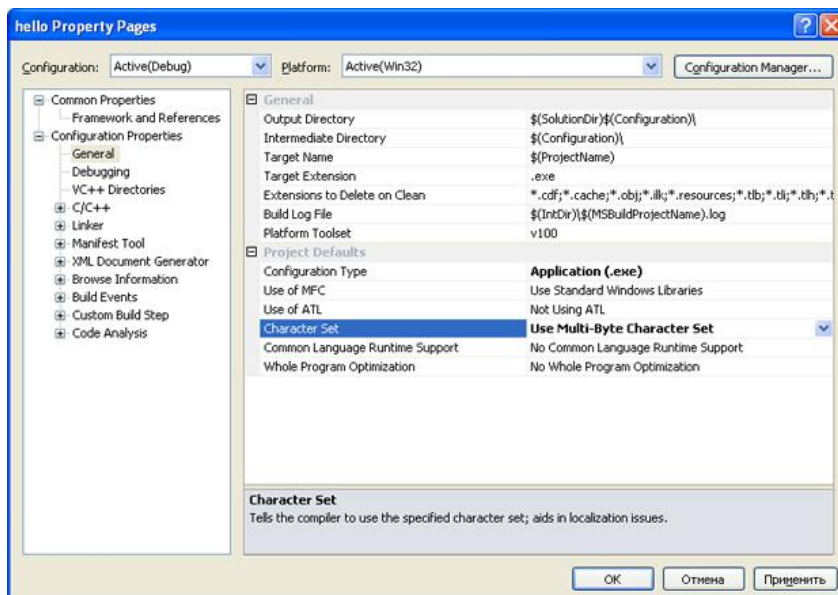 hello Property Pages
Configuration: Active(Debug) Platform: Active(Win32) Configuration Manager...
Common Properties
Framework and References
Configuration Properties
General
Debugging
VC++ Directories
C/C++
Linker
Manifest Tool
XML Document Generator
Browse Information
Build Events
Custom Build Step
Code Analysis
General
Output Directory $(SolutionDir)$(Configuration)\
Intermediate Directory $(Configuration)\
Target Name $(ProjectName)
Target Extension .exe
Extensions to Delete on Clean *.cdf;*.cache;*.obj;*.ilk;*.resources;*.tlb;*.tli;*.tlh;*.t
Build Log File $(IntDir)\$(MSBuildProjectName).log
Platform Toolset v100
Project Defaults
Configuration Type Application (.exe)
Use of MFC Use Standard Windows Libraries
Use of ATL Not Using ATL
Character Set Use Multi-Byte Character Set
Common Language Runtime Support No Common Language Runtime Support
Whole Program Optimization No Whole Program Optimization
Character Set
Tells the compiler to use the specified character set; aids in localization issues.
OK Отмена Применить